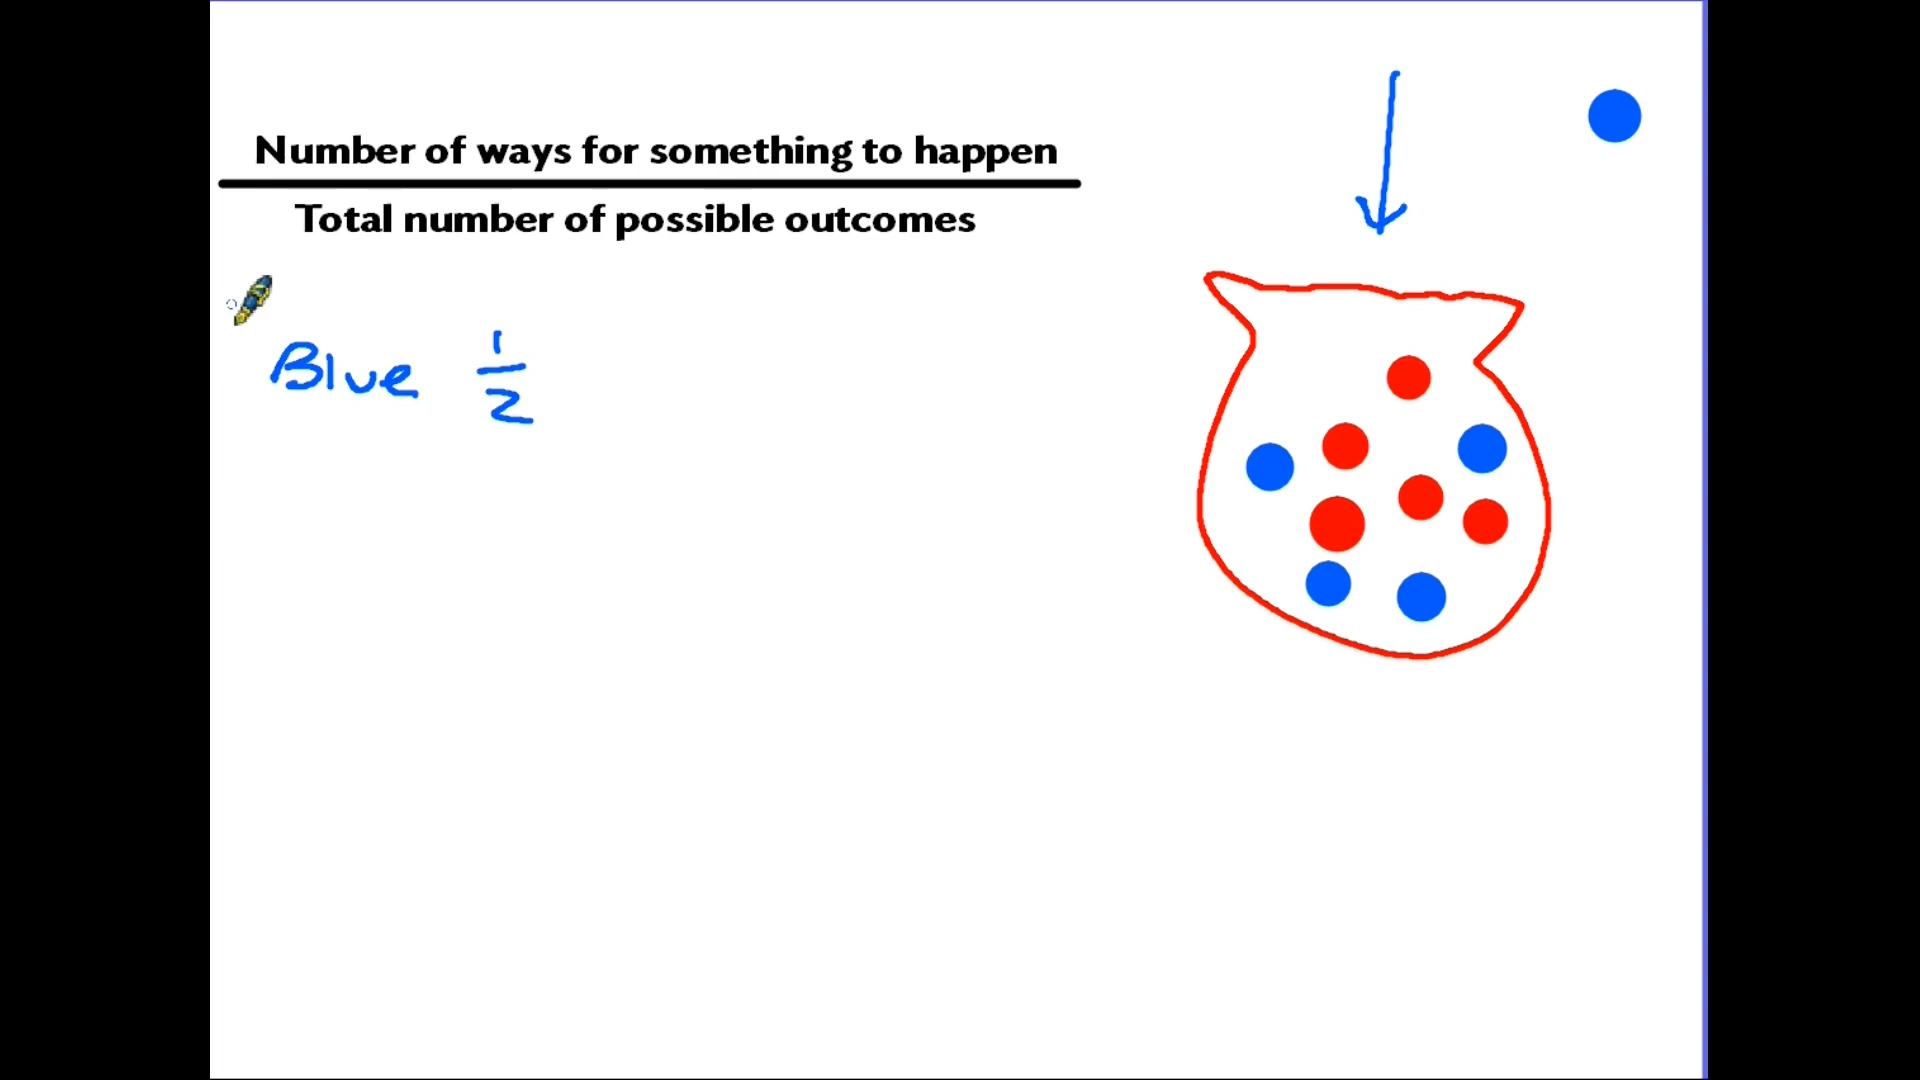 Number of ways for something to happen
Total number of possible outcomes
Blue 1/2